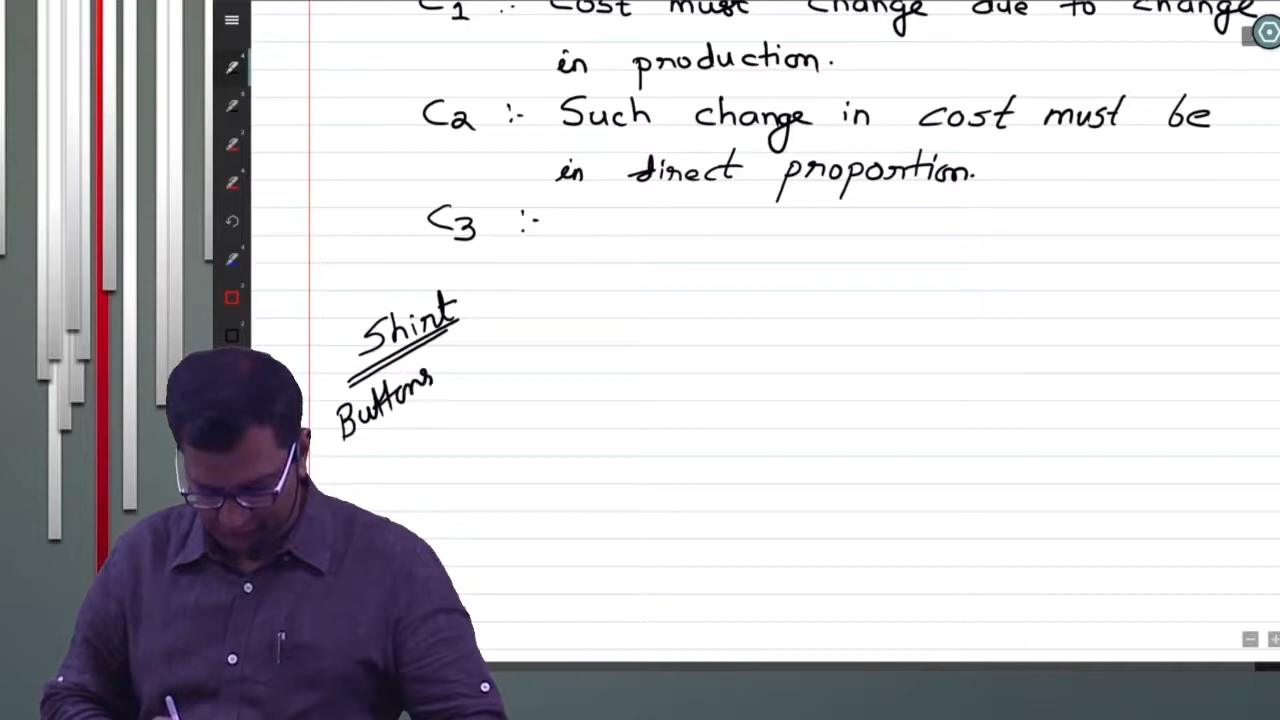 C1 :- Cost must change due to change
in production.
C2 :- Such change in cost must be
in direct proportion.
C3 :-
Shirt
Buttons